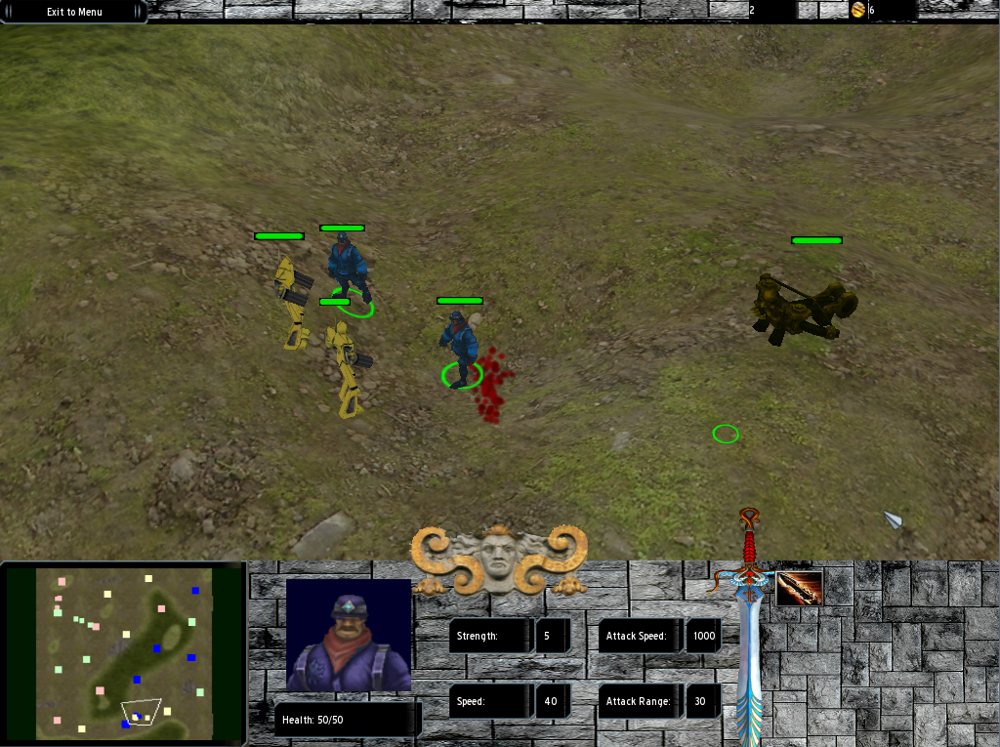 Exit to Menu
2
6
Strength:
5
Attack Speed:
1000
Speed:
40
Attack Range:
30
Health: 50/50